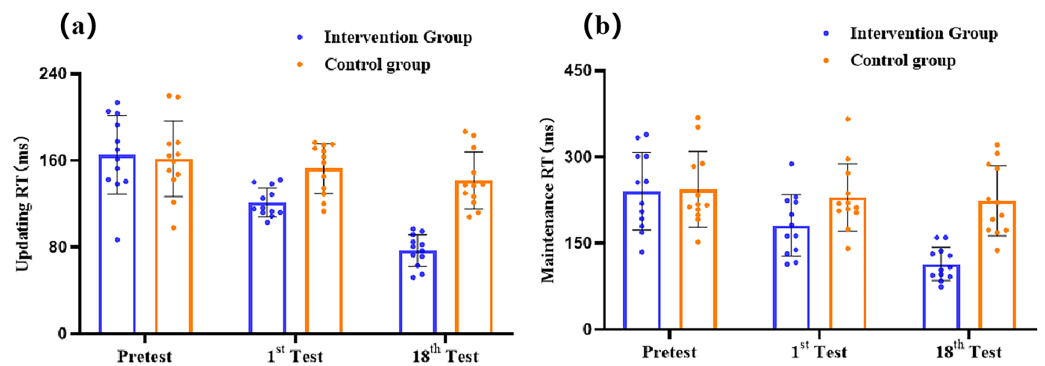 (a)
Intervention Group
Control group
Updating RT (ms)
240
160
80
0
Pretest
1st Test
18th Test
(b)
Intervention Group
Control group
Maintenance RT (ms)
450
300
150
0
Pretest
1st Test
18th Test